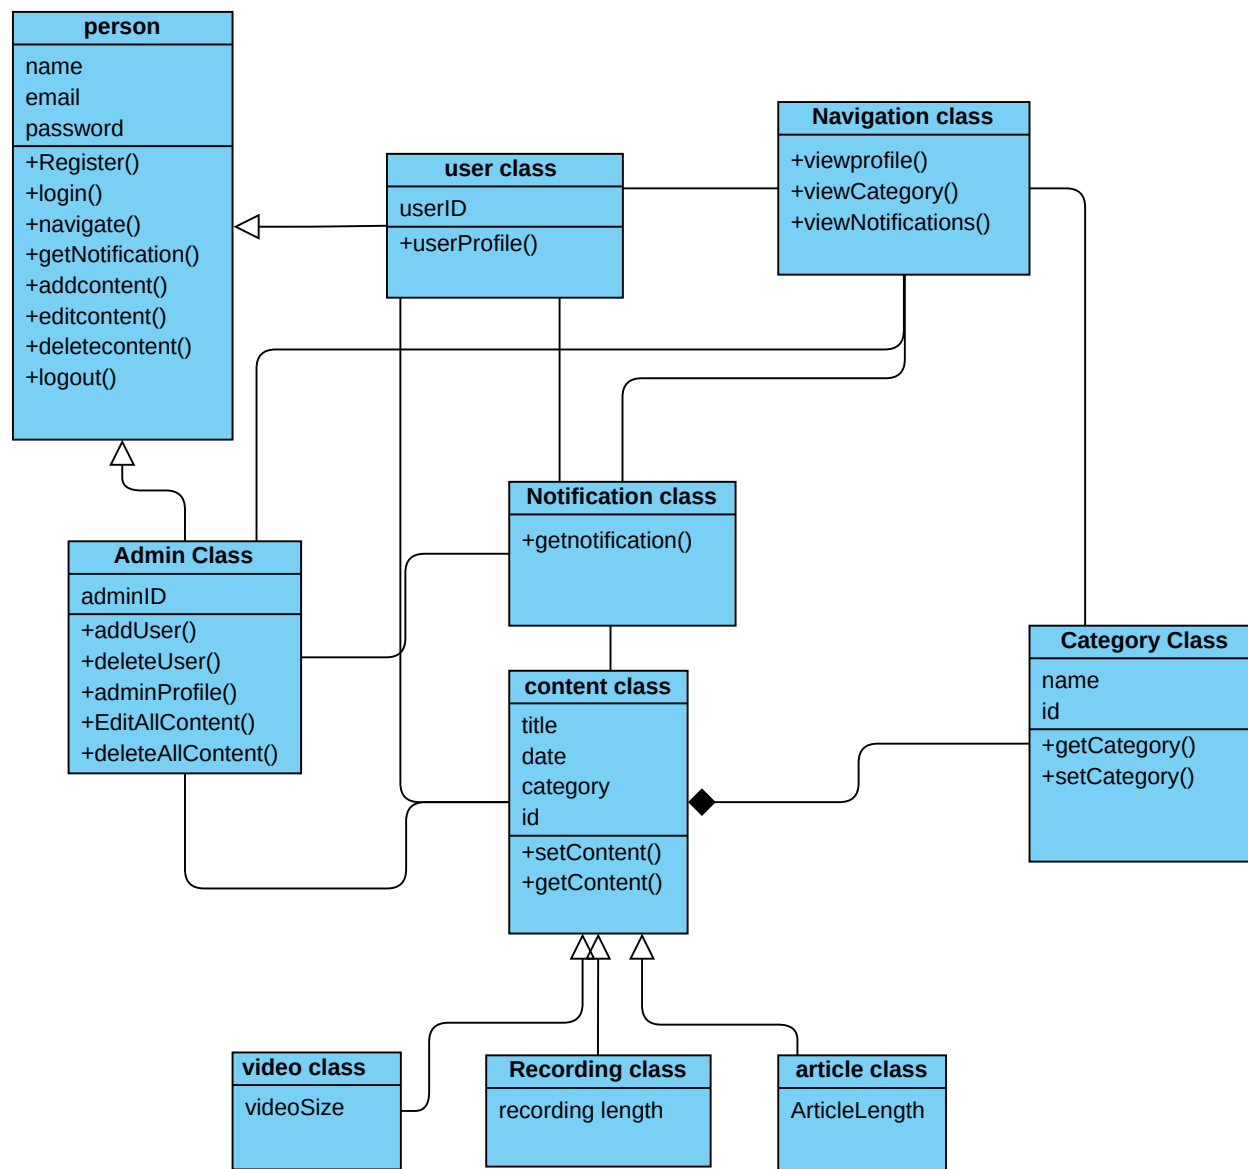 person
name
email
password
+Register()
+login()
+navigate()
+getNotification()
+addcontent()
+editcontent()
+deletecontent()
+logout()
user class
userID
+userProfile()
Navigation class
+viewprofile()
+viewCategory()
+viewNotifications()
Notification class
+getnotification()
Admin Class
adminID
+addUser()
+deleteUser()
+adminProfile()
+EditAllContent()
+deleteAllContent()
content class
title
date
category
id
+setContent()
+getContent()
Category Class
name
id
+getCategory()
+setCategory()
video class
videoSize
Recording class
recording length
article class
ArticleLength